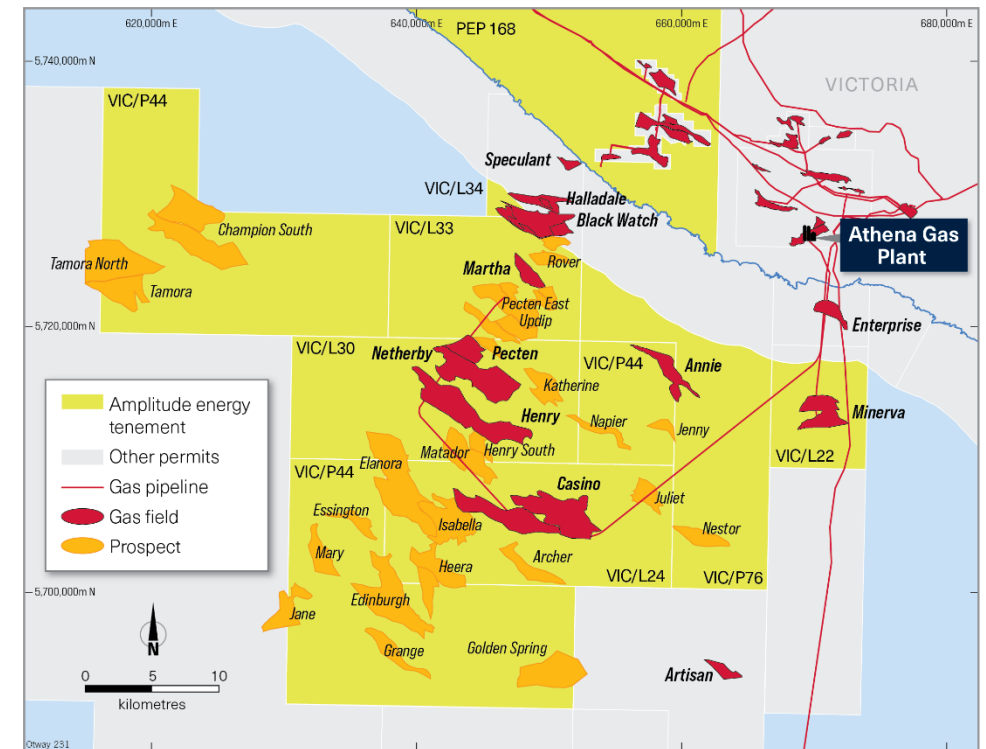 620,000m E
640,000m E
660,000m E
680,000m E
PEP 168
5,740,000m N
VICTORIA
VIC/P44
Speculant
VIC/L34
Halladale
Black Watch
VIC/L33
Champion South
Athena Gas
Plant
Tamora North
Martha
Rover
Tamora
Pecten East
Updip
5,720,000m N
Enterprise
VIC/L30
Netherby
Pecten
VIC/P44
Annie
Katherine
Amplitude energy
tenement
Henry
Napier
Jenny
Minerva
Other permits
Matador
Henry South
VIC/L22
Elanora
VIC/P44
Gas pipeline
Casino
Juliet
Gas field
Essington
Isabella
Nestor
Prospect
Mary
Heera
Archer
VIC/L24
VIC/P76
5,700,000m N
Jane
Edinburgh
N
Grange
Golden Spring
Artisan
0 5 10
kilometres
Otway 231